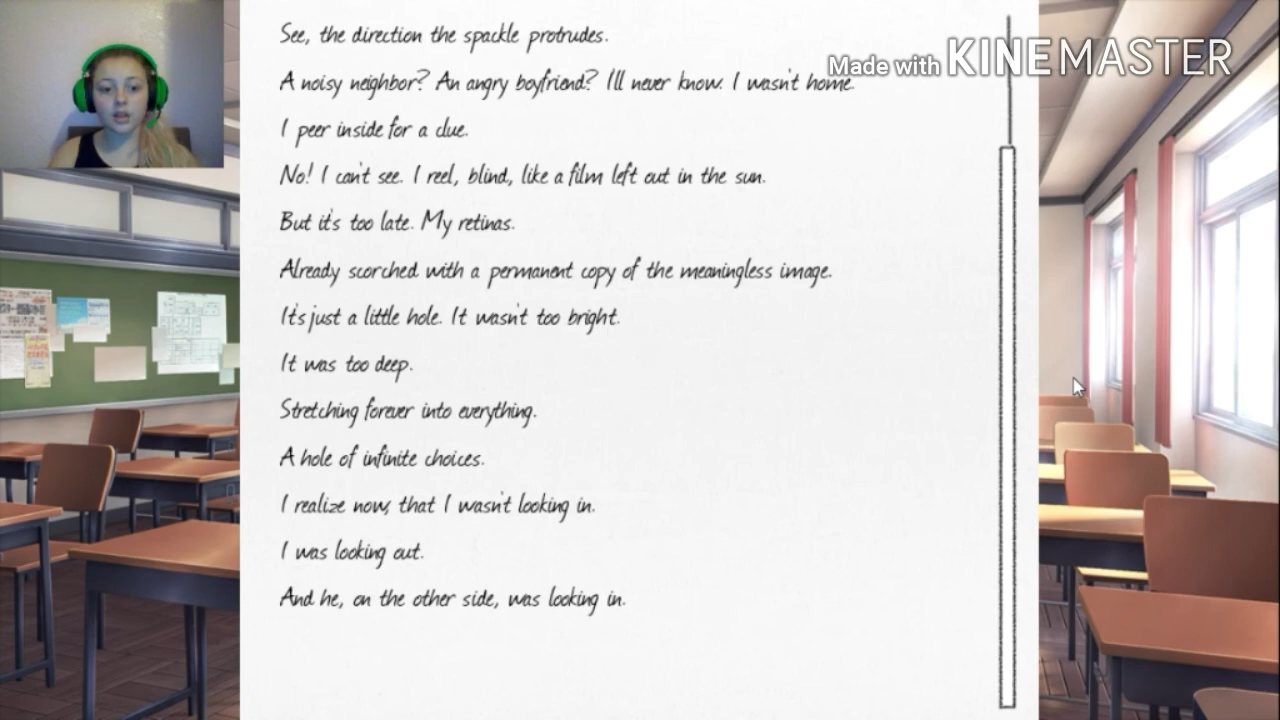 See, the direction the spackle protrudes.
Made with KINEMASTER
A noisy neighbor? An angry boyfriend? I'll never know. I wasn't home.
I peer inside for a clue.
No! I can't see. I reel, blind, like a film left out in the sun.
But it's too late. My retinas.
Already scorched with a permanent copy of the meaningless image.
It's just a little hole. It wasn't too bright.
It was too deep.
Stretching forever into everything.
A hole of infinite choices.
I realize now, that I wasn't looking in.
I was looking out.
And he, on the other side, was looking in.